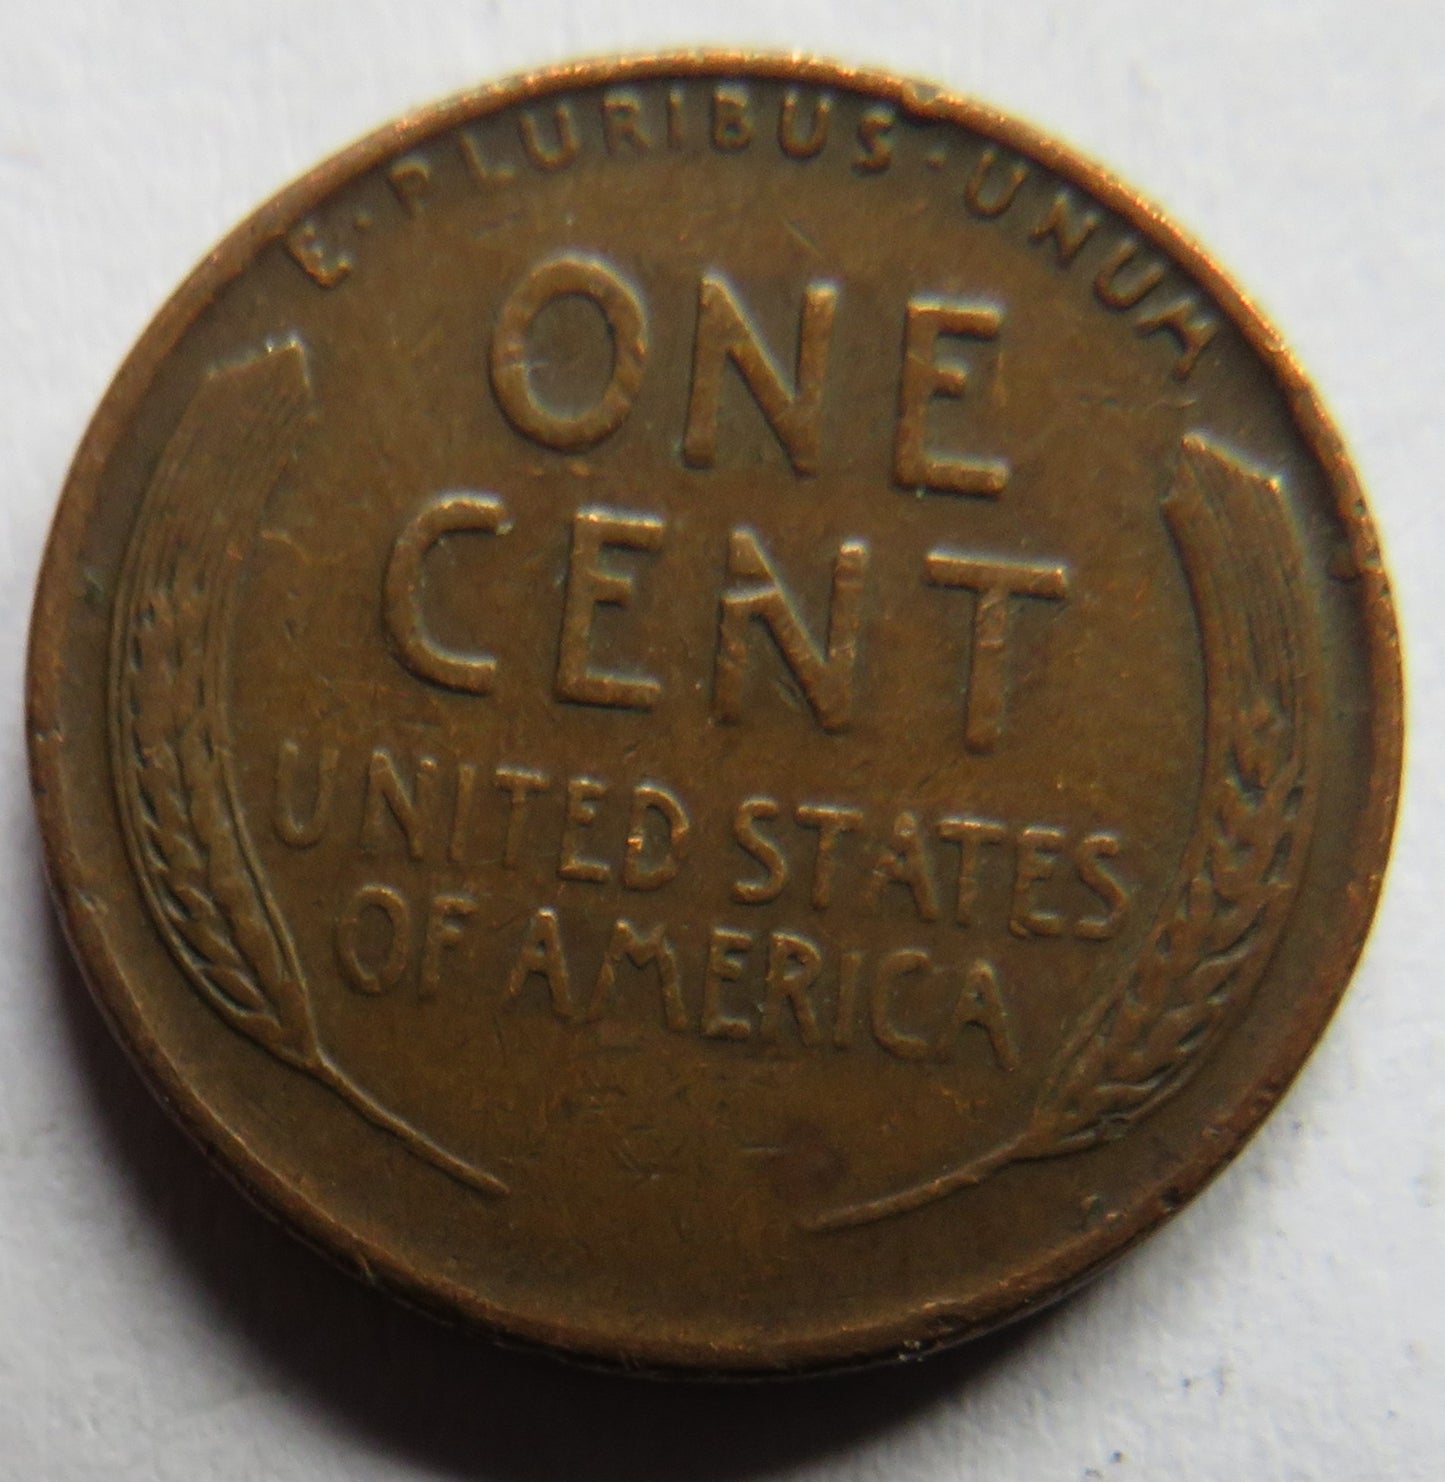 E·PLURIBUS·UNUM
ONE
CENT
UNITED STATES
OF AMERICA